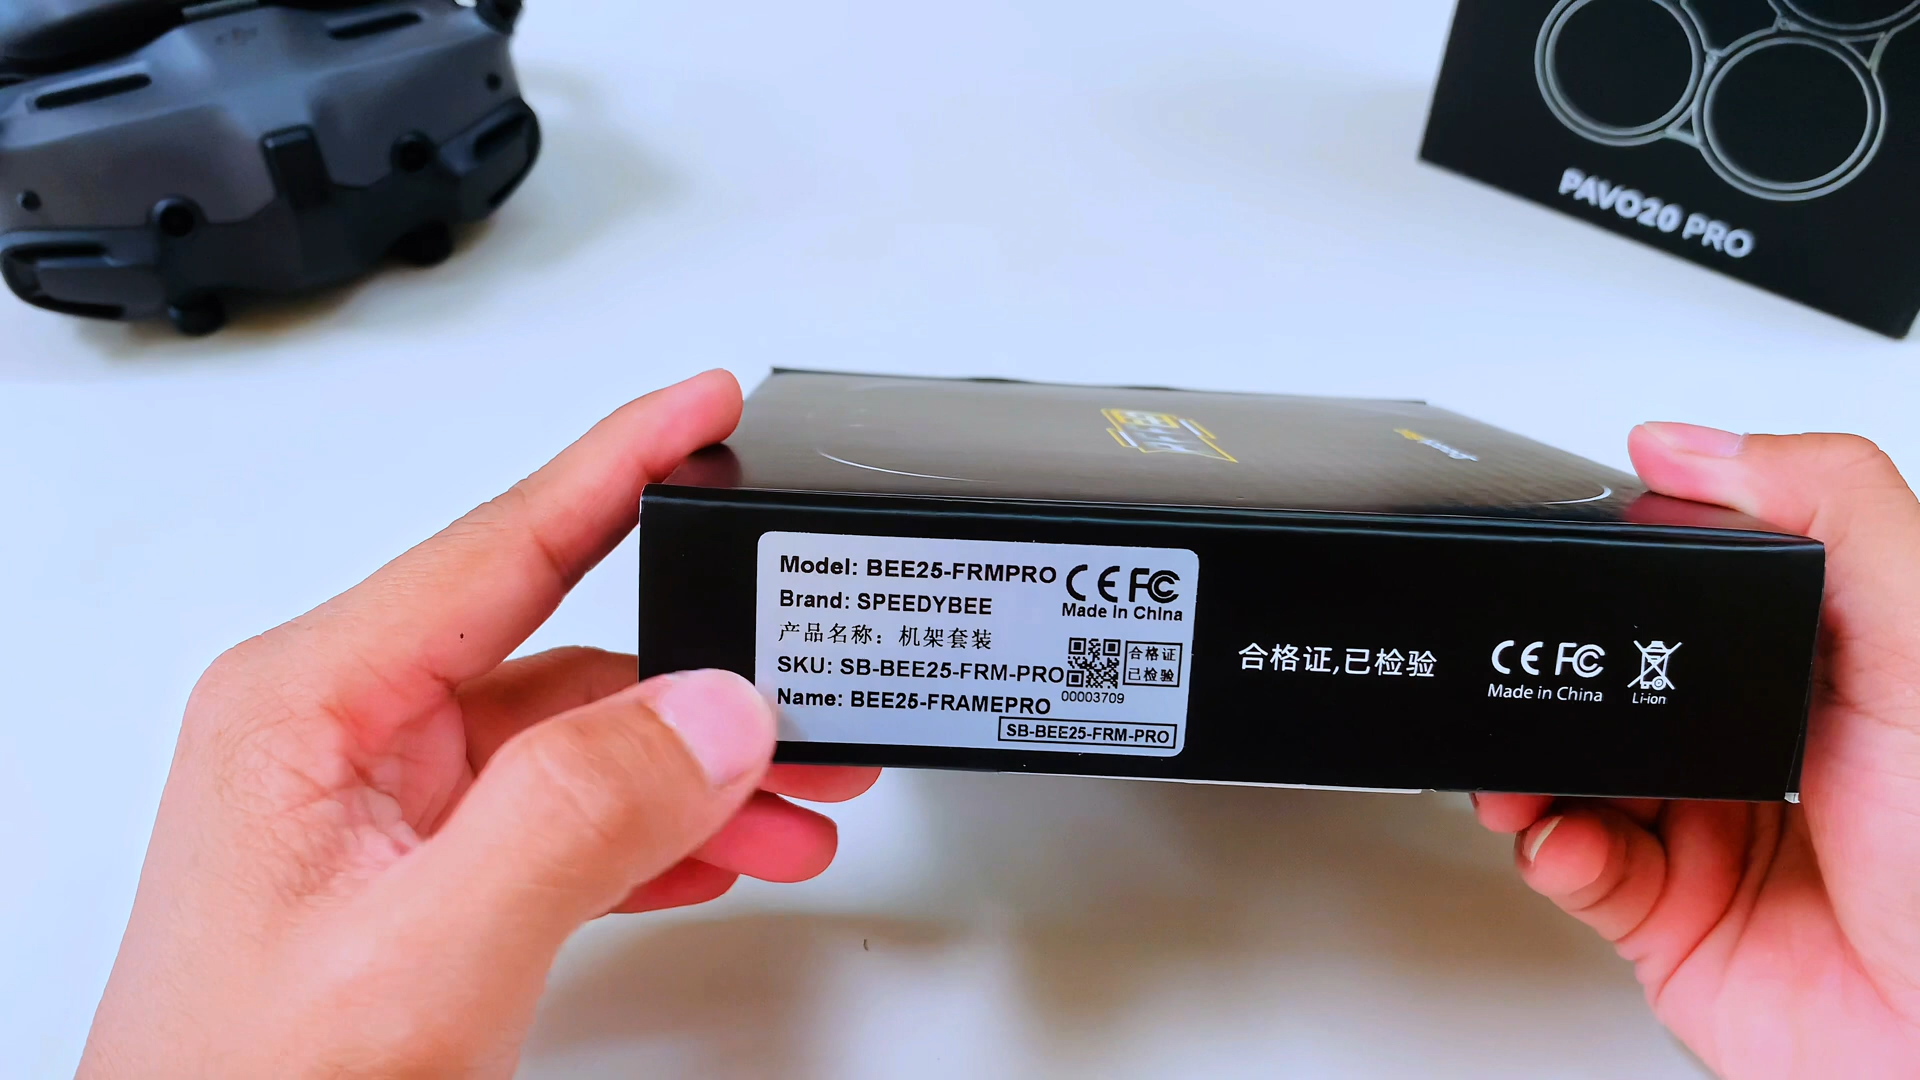 PAVO20 PRO
Model: BEE25-FRMPRO
Brand: SPEEDYBEE
产品名称：机架套装
SKU: SB-BEE25-FRM-PRO
Name: BEE25-FRAMEPRO
CE FC
Made In China
合格证
已检验
00003709
SB-BEE25-FRM-PRO
合格证,已检验
CE FC
Made in China
Li-ion